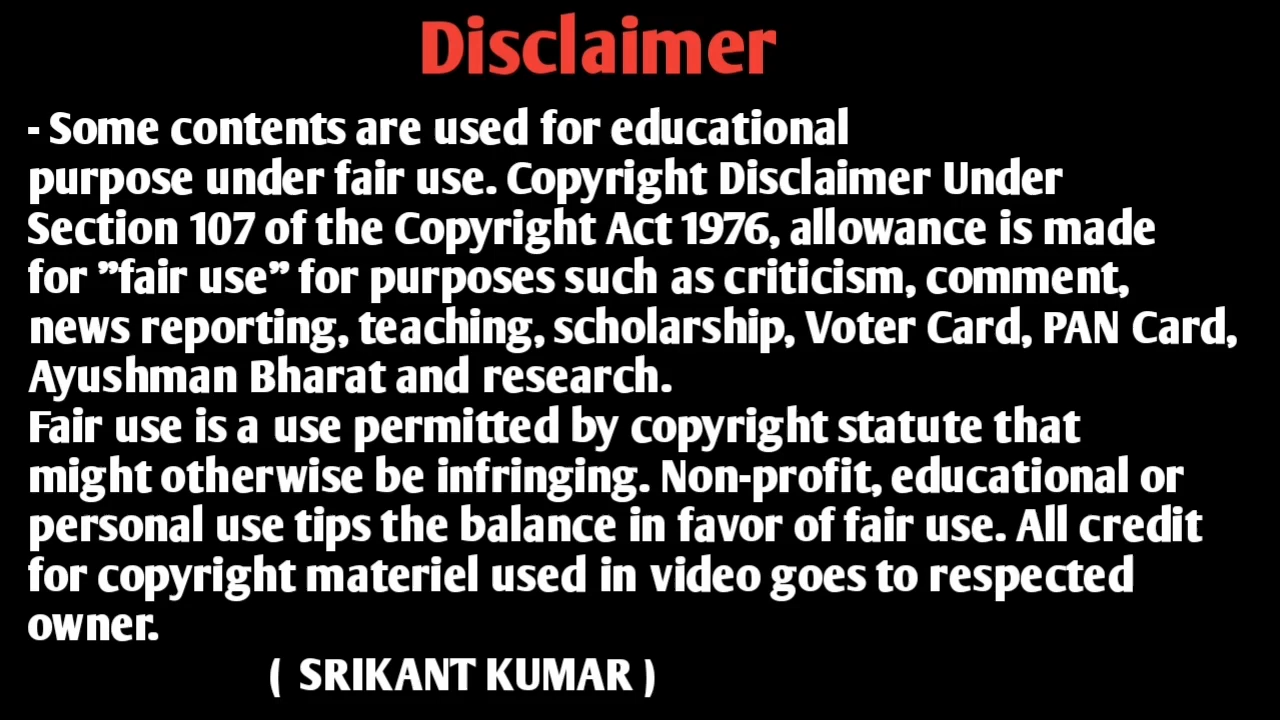 Disclaimer
- Some contents are used for educational
purpose under fair use. Copyright Disclaimer Under
Section 107 of the Copyright Act 1976, allowance is made
for ”fair use” for purposes such as criticism, comment,
news reporting, teaching, scholarship, Voter Card, PAN Card,
Ayushman Bharat and research.
Fair use is a use permitted by copyright statute that
might otherwise be infringing. Non-profit, educational or
personal use tips the balance in favor of fair use. All credit
for copyright materiel used in video goes to respected
owner.
( SRIKANT KUMAR )